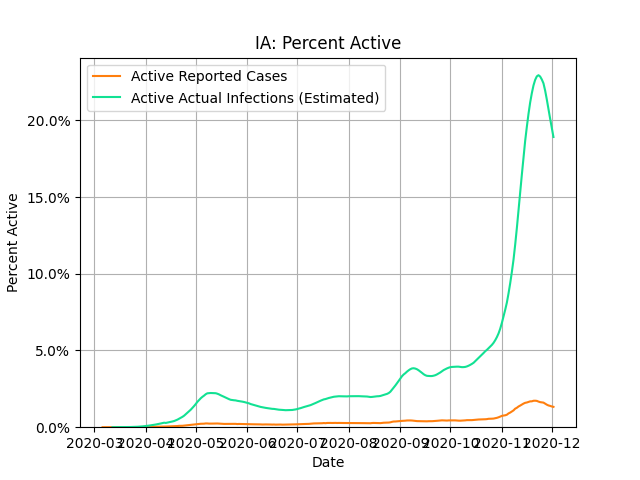 IA: Percent Active
Active Reported Cases
Active Actual Infections (Estimated)
20.0%
15.0%
10.0%
5.0%
0.0%
Percent Active
2020-03 2020-04 2020-05 2020-06 2020-07 2020-08 2020-09 2020-10 2020-11 2020-12
Date